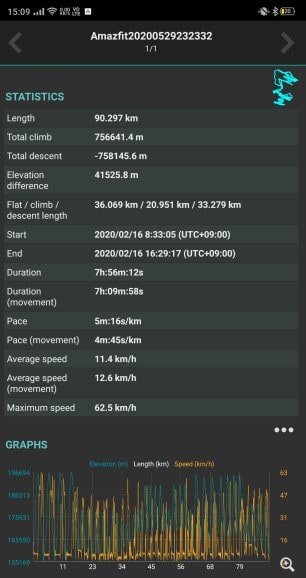 15:09
20
Amazfit20200529232332
1/1
STATISTICS
Length 90.297 km
Total climb 756641.4 m
Total descent -758145.6 m
Elevation
difference 41525.8 m
Flat / climb /
descent length 36.069 km / 20.951 km / 33.279 km
Start 2020/02/16 8:33:05 (UTC+09:00)
End 2020/02/16 16:29:17 (UTC+09:00)
Duration 7h:56m:12s
Duration
(movement) 7h:09m:58s
Pace 5m:16s/km
Pace (movement) 4m:45s/km
Average speed 11.4 km/h
Average speed
(movement) 12.6 km/h
Maximum speed 62.5 km/h
GRAPHS
Elevation (m) Length (km) Speed (km/h)
196694 63
186313 47
175931 31
165550 16
155169
11 23 34 45 56 68 79